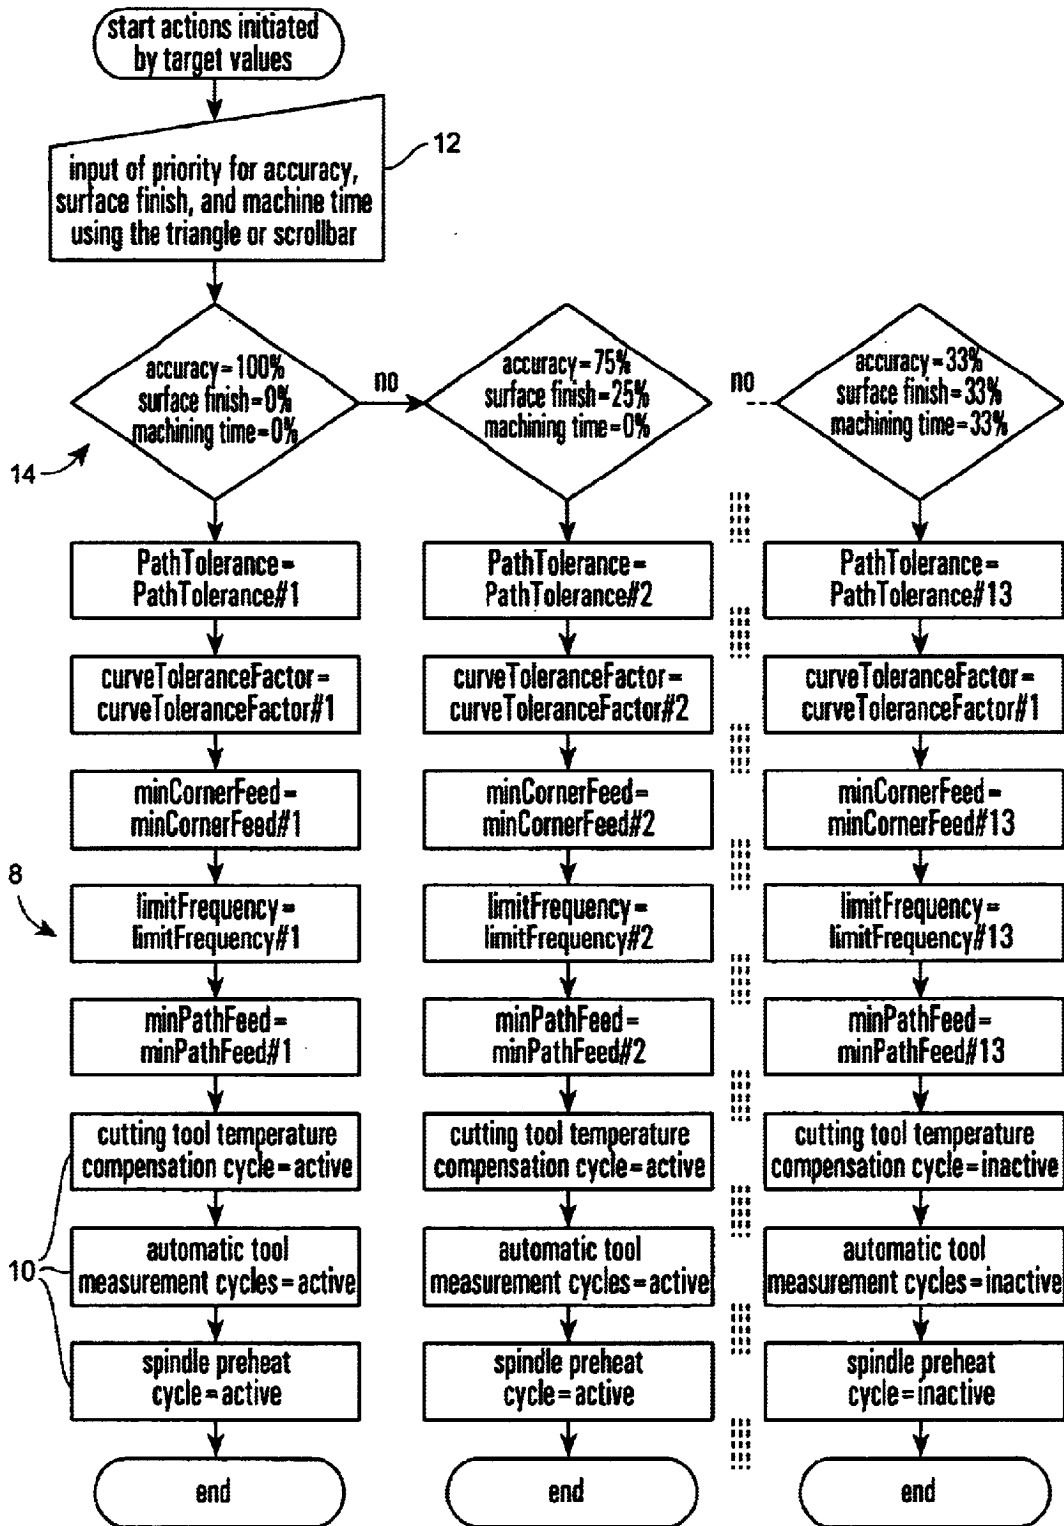 start actions initiated
by target values
12
input of priority for accuracy,
surface finish, and machine time
using the triangle or scrollbar
accuracy=100%
surface finish=0%
machining time=0%
no
accuracy=75%
surface finish=25%
machining time=0%
no
accuracy=33%
surface finish=33%
machining time=33%
14
PathTolerance=
PathTolerance#1
PathTolerance=
PathTolerance#2
PathTolerance=
PathTolerance#13
curveToleranceFactor=
curveToleranceFactor#1
curveToleranceFactor=
curveToleranceFactor#2
curveToleranceFactor=
curveToleranceFactor#1
minCornerFeed=
minCornerFeed#1
minCornerFeed=
minCornerFeed#2
minCornerFeed=
minCornerFeed#13
8
limitFrequency=
limitFrequency#1
limitFrequency=
limitFrequency#2
limitFrequency=
limitFrequency#13
minPathFeed=
minPathFeed#1
minPathFeed=
minPathFeed#2
minPathFeed=
minPathFeed#13
cutting tool temperature
compensation cycle=active
cutting tool temperature
compensation cycle=active
cutting tool temperature
compensation cycle=inactive
10
automatic tool
measurement cycles=active
automatic tool
measurement cycles=active
automatic tool
measurement cycles=inactive
spindle preheat
cycle=active
spindle preheat
cycle=active
spindle preheat
cycle=inactive
end
end
end